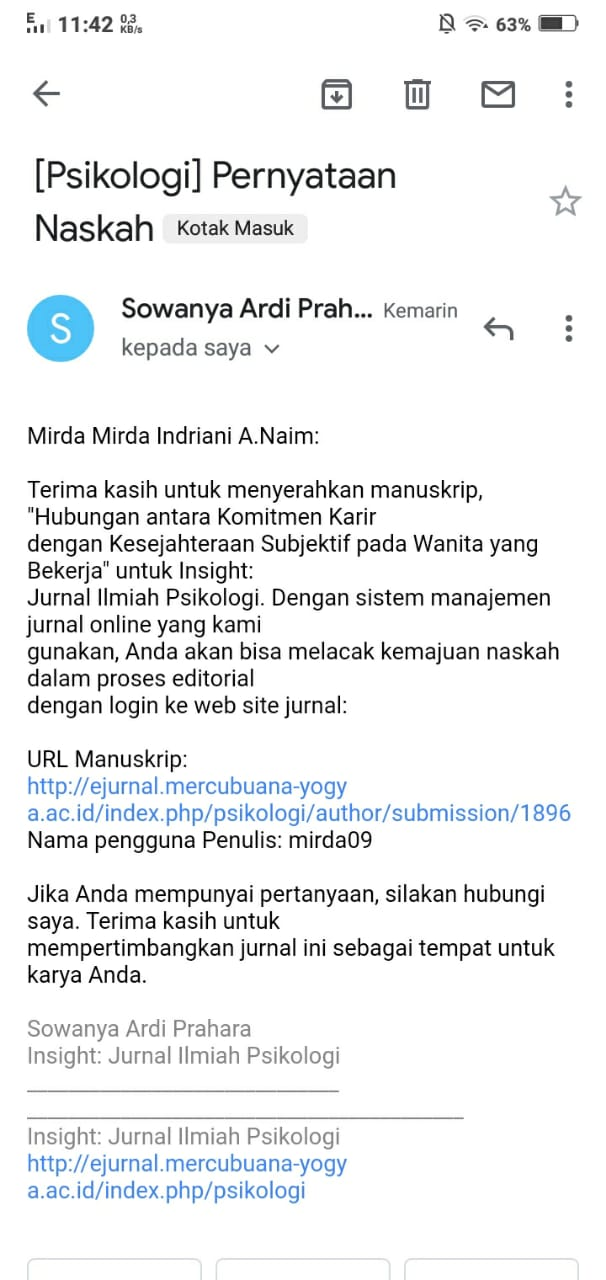 E 11:42 0,3 KB/s 63%
[Psikologi] Pernyataan
Naskah Kotak Masuk
S
Sowanya Ardi Prah... Kemarin
kepada saya
Mirda Mirda Indriani A.Naim:
Terima kasih untuk menyerahkan manuskrip,
"Hubungan antara Komitmen Karir
dengan Kesejahteraan Subjektif pada Wanita yang
Bekerja" untuk Insight:
Jurnal Ilmiah Psikologi. Dengan sistem manajemen
jurnal online yang kami
gunakan, Anda akan bisa melacak kemajuan naskah
dalam proses editorial
dengan login ke web site jurnal:
URL Manuskrip:
http://ejurnal.mercubuana-yogy
a.ac.id/index.php/psikologi/author/submission/1896
Nama pengguna Penulis: mirda09
Jika Anda mempunyai pertanyaan, silakan hubungi
saya. Terima kasih untuk
mempertimbangkan jurnal ini sebagai tempat untuk
karya Anda.
Sowanya Ardi Prahara
Insight: Jurnal Ilmiah Psikologi
Insight: Jurnal Ilmiah Psikologi
http://ejurnal.mercubuana-yogy
a.ac.id/index.php/psikologi